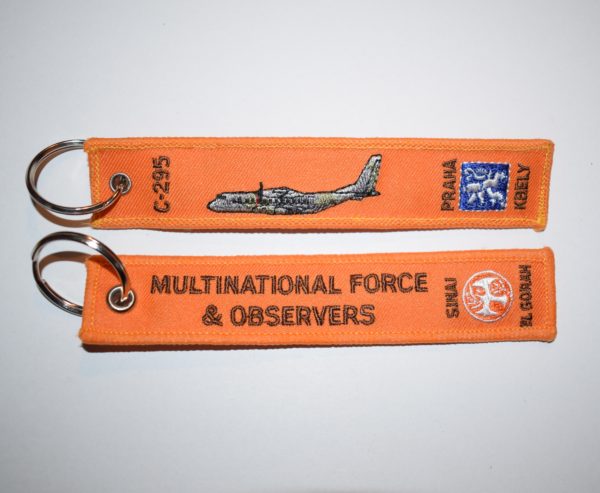 C-295
PRAHA
KBELY
MULTINATIONAL FORCE
& OBSERVERS
SINAI
EL GORAH